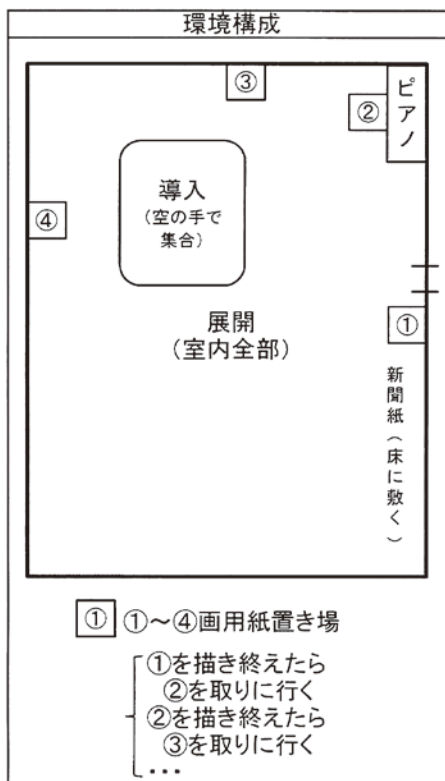 環境構成
③
ピアノ
②
導入
(空の手で
集合)
④
①
展開
(室内全部)
新聞紙(床に敷く)
① ①～④画用紙置き場
①を描き終えたら
②を取りに行く
②を描き終えたら
③を取りに行く
・・・